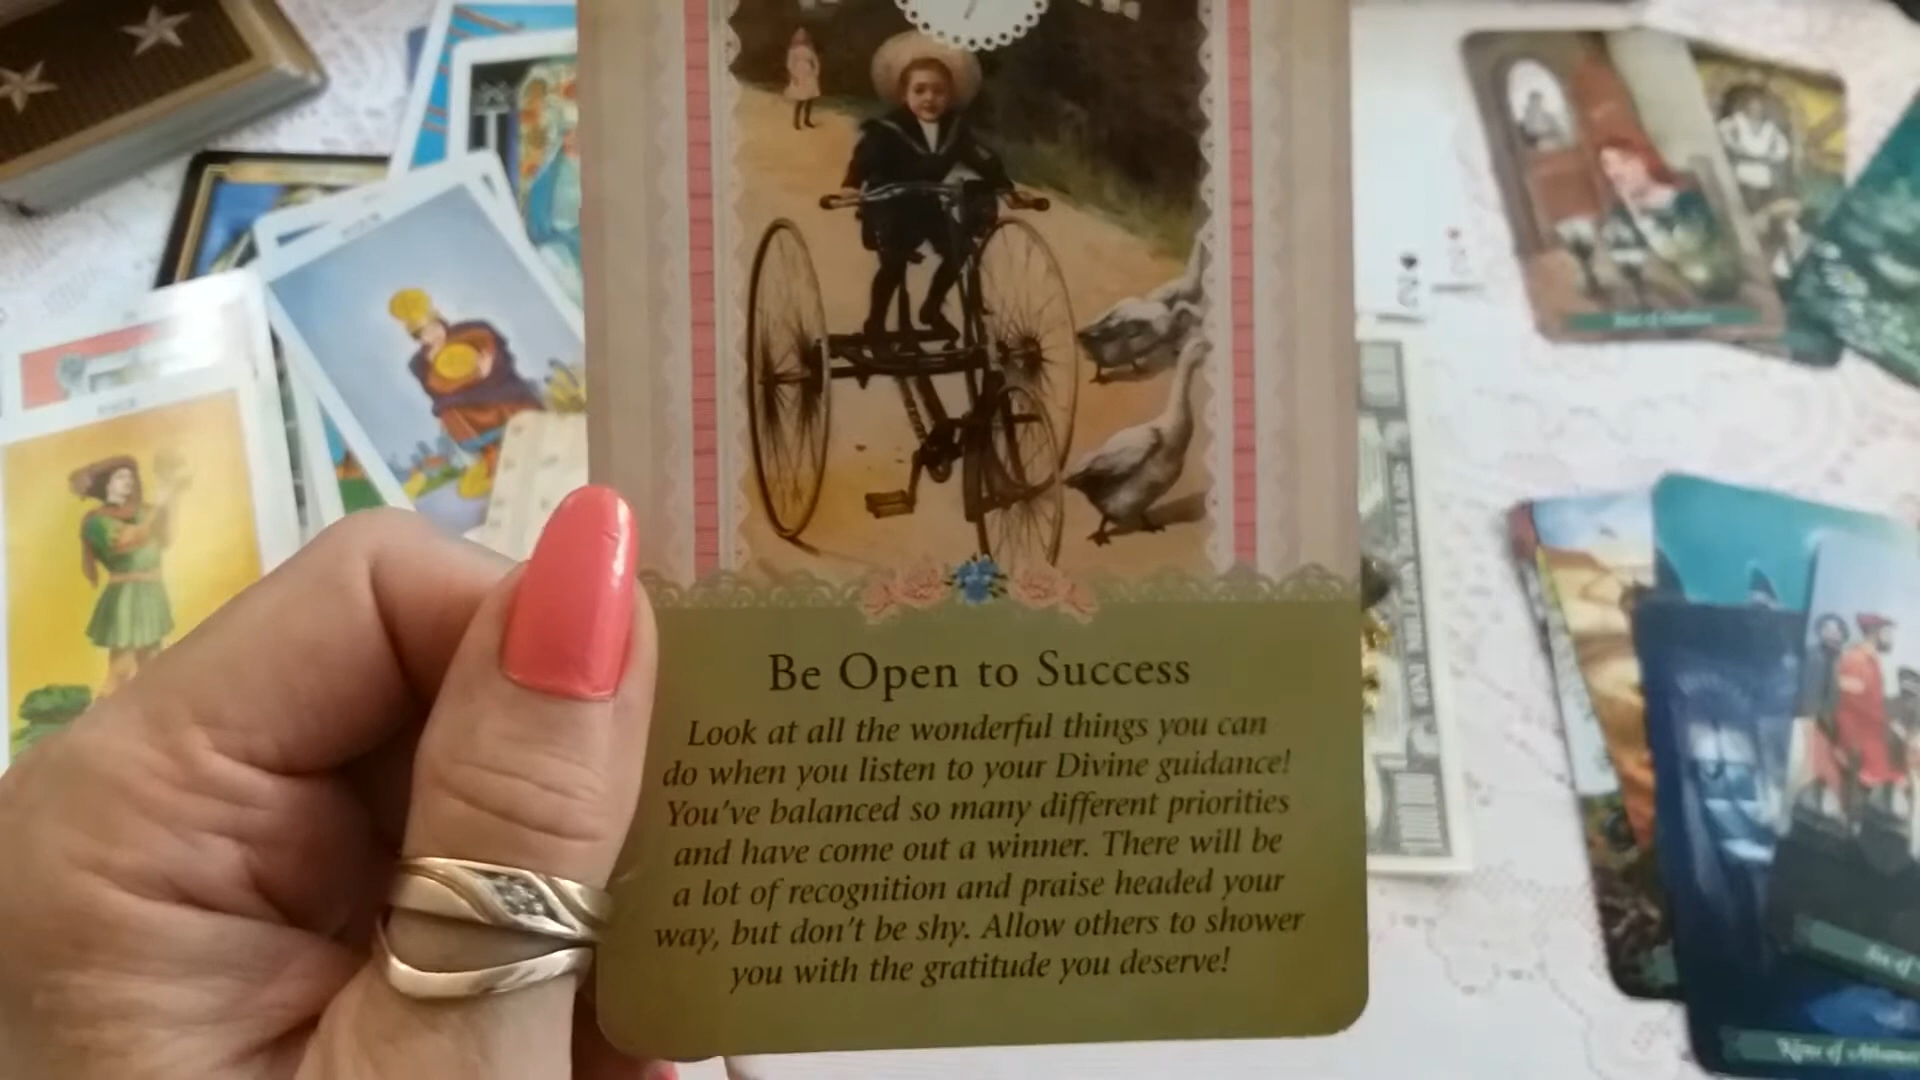 Be Open to Success
Look at all the wonderful things you can
do when you listen to your Divine guidance!
You've balanced so many different priorities
and have come out a winner. There will be
a lot of recognition and praise headed your
way, but don't be shy. Allow others to shower
you with the gratitude you deserve!